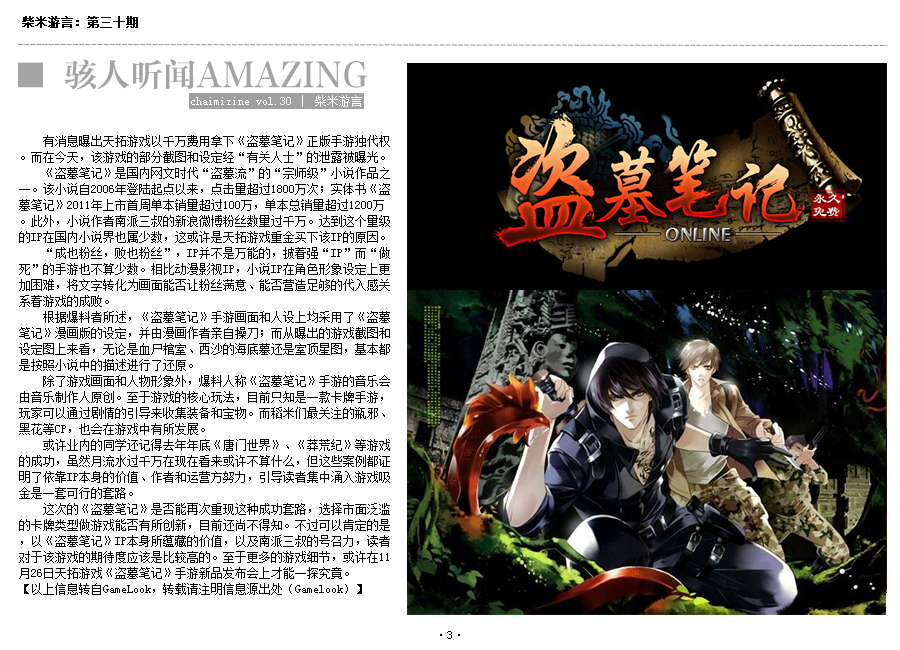 柴米游言：第三十期
骇人听闻AMAZING
chaimizine vol.30 | 柴米游言
有消息曝出天拓游戏以千万费用拿下《盗墓笔记》正版手游独代权
。而在今天，该游戏的部分截图和设定经“有关人士”的泄露被曝光。
《盗墓笔记》是国内网文时代“盗墓流”的“宗师级”小说作品之
一。该小说自2006年登陆起点以来，点击量超过1800万次；实体书《盗
墓笔记》2011年上市首周单本销量超过100万，单本总销量超过1200万
。此外，小说作者南派三叔的新浪微博粉丝数量过千万。达到这个量级
的IP在国内小说界也属少数，这或许是天拓游戏重金买下该IP的原因。
“成也粉丝，败也粉丝”，IP并不是万能的，披着强“IP”而“做
死”的手游也不算少数。相比动漫影视IP，小说IP在角色形象设定上更
加困难，将文字转化为画面能否让粉丝满意、能否营造足够的代入感关
系着游戏的成败。
根据爆料者所述，《盗墓笔记》手游画面和人设上均采用了《盗墓
笔记》漫画版的设定，并由漫画作者亲自操刀；而从曝出的游戏截图和
设定图上来看，无论是血尸棺室、西沙的海底墓还是室顶星图，基本都
是按照小说中的描述进行了还原。
除了游戏画面和人物形象外，爆料人称《盗墓笔记》手游的音乐会
由音乐制作人原创。至于游戏的核心玩法，目前只知是一款卡牌手游，
玩家可以通过剧情的引导来收集装备和宝物。而稻米们最关注的瓶邪、
黑花等CP，也会在游戏中有所发展。
或许业内的同学还记得去年年底《唐门世界》、《莽荒纪》等游戏
的成功，虽然月流水过千万在现在看来或许不算什么，但这些案例都证
明了依靠IP本身的价值、作者和运营方努力，引导读者集中涌入游戏吸
金是一套可行的套路。
这次的《盗墓笔记》是否能再次重现这种成功套路，选择市面泛滥
的卡牌类型做游戏能否有所创新，目前还尚不得知。不过可以肯定的是
，以《盗墓笔记》IP本身所蕴藏的价值，以及南派三叔的号召力，读者
对于该游戏的期待度应该是比较高的。至于更多的游戏细节，或许在11
月26日天拓游戏《盗墓笔记》手游新品发布会上才能一探究竟。
【以上信息转自GameLook，转载请注明信息源出处（Gamelook）】
盗墓笔记
永久
免费
ONLINE
·3·